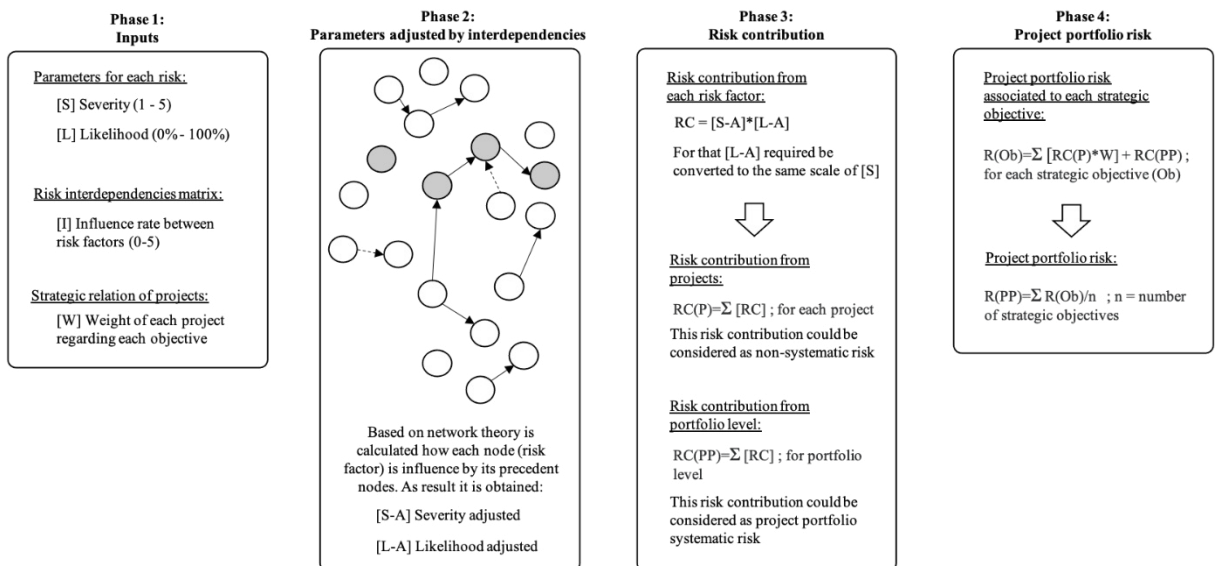 Phase 1:
Inputs
Parameters for each risk:
[S] Severity (1 - 5)
[L] Likelihood (0%- 100%)
Risk interdependencies matrix:
[I] Influence rate between
risk factors (0-5)
Strategic relation of projects:
[W] Weight of each project
regarding each objective
Phase 2:
Parameters adjusted by interdependencies
Based on network theory is
calculated how each node (risk
factor) is influence by its precedent
nodes. As result it is obtained:
[S-A] Severity adjusted
[L-A] Likelihood adjusted
Phase 3:
Risk contribution
Risk contribution from
each risk factor:
RC = [S-A]*[L-A]
For that [L-A] required be
converted to the same scale of [S]
Risk contribution from
projects:
RC(P)=Σ [RC] ; for each project
This risk contribution could be
considered as non-systematic risk
Risk contribution from
portfolio level:
RC(PP)=Σ [RC] ; for portfolio
level
This risk contribution could be
considered as project portfolio
systematic risk
Phase 4:
Project portfolio risk
Project portfolio risk
associated to each strategic
objective:
R(Ob)=Σ [RC(P)*W] + RC(PP) ;
for each strategic objective (Ob)
Project portfolio risk:
R(PP)=Σ R(Ob)/n ; n = number
of strategic objectives